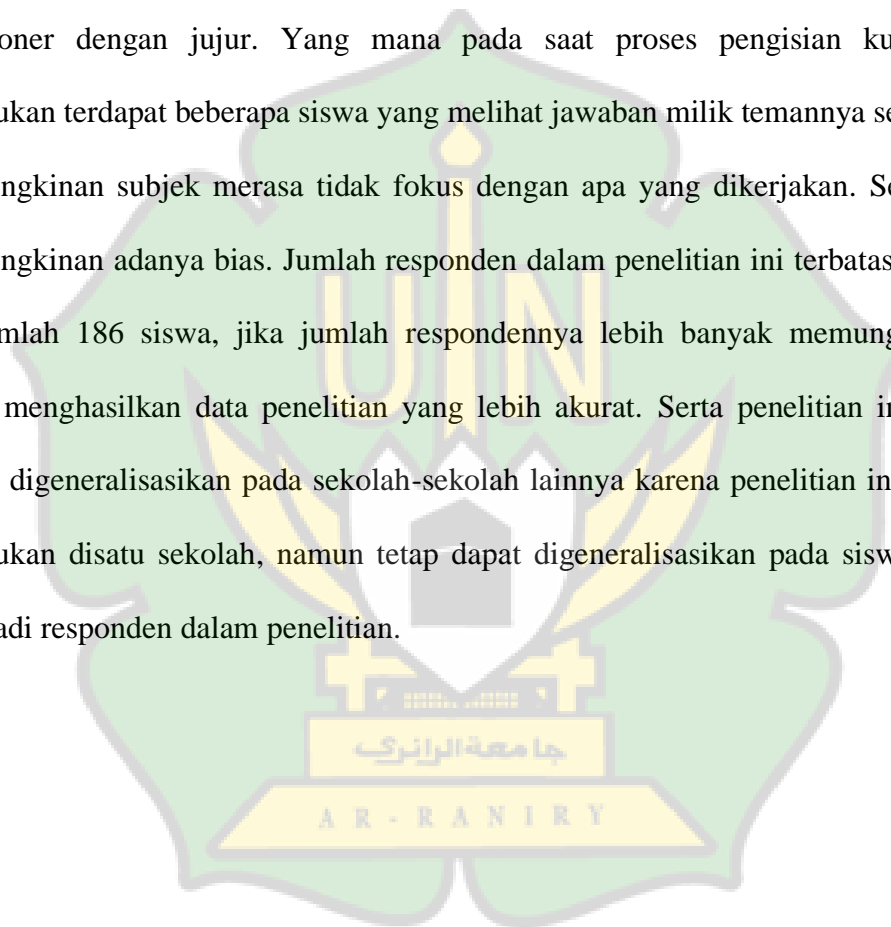 oner dengan jujur. Yang mana pada saat proses pengisian ku
ukan terdapat beberapa siswa yang melihat jawaban milik temannya se
ngkinan subjek merasa tidak fokus dengan apa yang dikerjakan. Se
ngkinan adanya bias. Jumlah responden dalam penelitian ini terbatas
mlah 186 siswa, jika jumlah respondennya lebih banyak memung
menghasilkan data penelitian yang lebih akurat. Serta penelitian in
digeneralisasikan pada sekolah-sekolah lainnya karena penelitian in
ukan disatu sekolah, namun tetap dapat digeneralisasikan pada sisw
adi responden dalam penelitian.
UIN
جامعة الرانري
AR-RANIRY